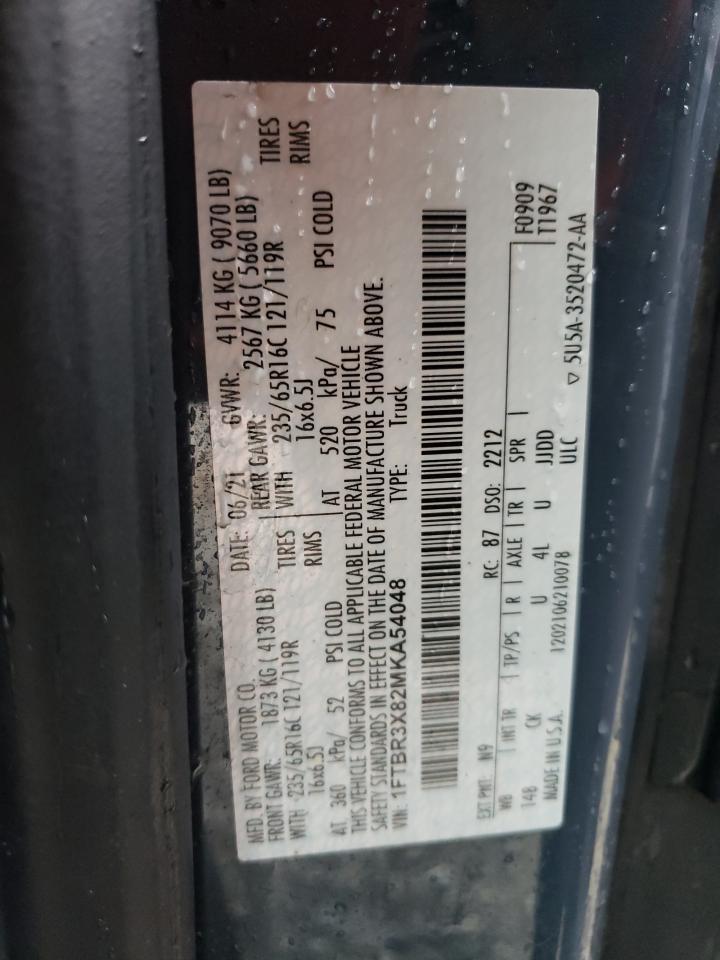 MFD. BY FORD MOTOR CO.
DATE: 06/21 GVWR: 4114 KG ( 9070 LB)
FRONT GAWR: 1873 KG ( 4130 LB) REAR GAWR: 2567 KG ( 5660 LB)
WITH 235/65R16C 121/119R TIRES WITH 235/65R16C 121/119R TIRES
16x6.5J RIMS 16x6.5J RIMS
AT 360 kPa/ 52 PSI COLD AT 520 kPa/ 75 PSI COLD
THIS VEHICLE CONFORMS TO ALL APPLICABLE FEDERAL MOTOR VEHICLE
SAFETY STANDARDS IN EFFECT ON THE DATE OF MANUFACTURE SHOWN ABOVE.
VIN: 1FTBR3X82MKA54048 TYPE: Truck
EXT PNT: N9 RC: 87 DSO: 2212
WB INT TR TP/PS R AXLE TR SPR F0909
148 CK U 4L U JJDD T1967
MADE IN U.S.A. ULC
1202106210078 ▽ 5U5A-3520472-AA